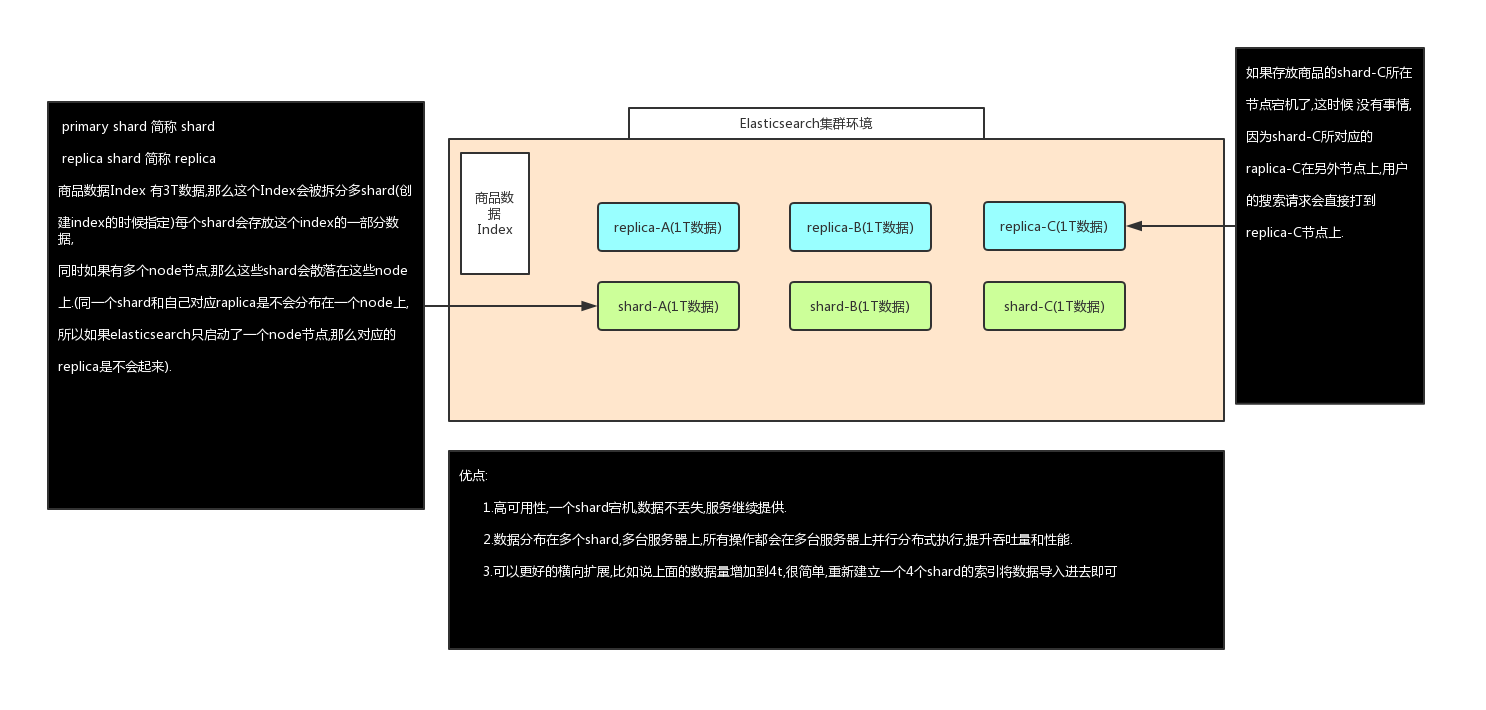 primary shard 简称 shard
replica shard 简称 replica
商品数据Index 有3T数据,那么这个Index会被拆分多shard(创
建index的时候指定)每个shard会存放这个index的一部分数
据,
同时如果有多个node节点,那么这些shard会散落在这些node
上.(同一个shard和自己对应raplica是不会分布在一个node上,
所以如果elasticsearch只启动了一个node节点,那么对应的
replica是不会起来).
Elasticsearch集群环境
商品数
据
Index
replica-A(1T数据)
replica-B(1T数据)
replica-C(1T数据)
shard-A(1T数据)
shard-B(1T数据)
shard-C(1T数据)
如果存放商品的shard-C所在
节点宕机了,这时候 没有事情,
因为shard-C所对应的
raplica-C在另外节点上,用户
的搜索请求会直接打到
replica-C节点上.
优点:
1.高可用性,一个shard宕机,数据不丢失,服务继续提供.
2.数据分布在多个shard,多台服务器上,所有操作都会在多台服务器上并行分布式执行,提升吞吐量和性能.
3.可以更好的横向扩展,比如说上面的数据量增加到4t,很简单,重新建立一个4个shard的索引将数据导入进去即可